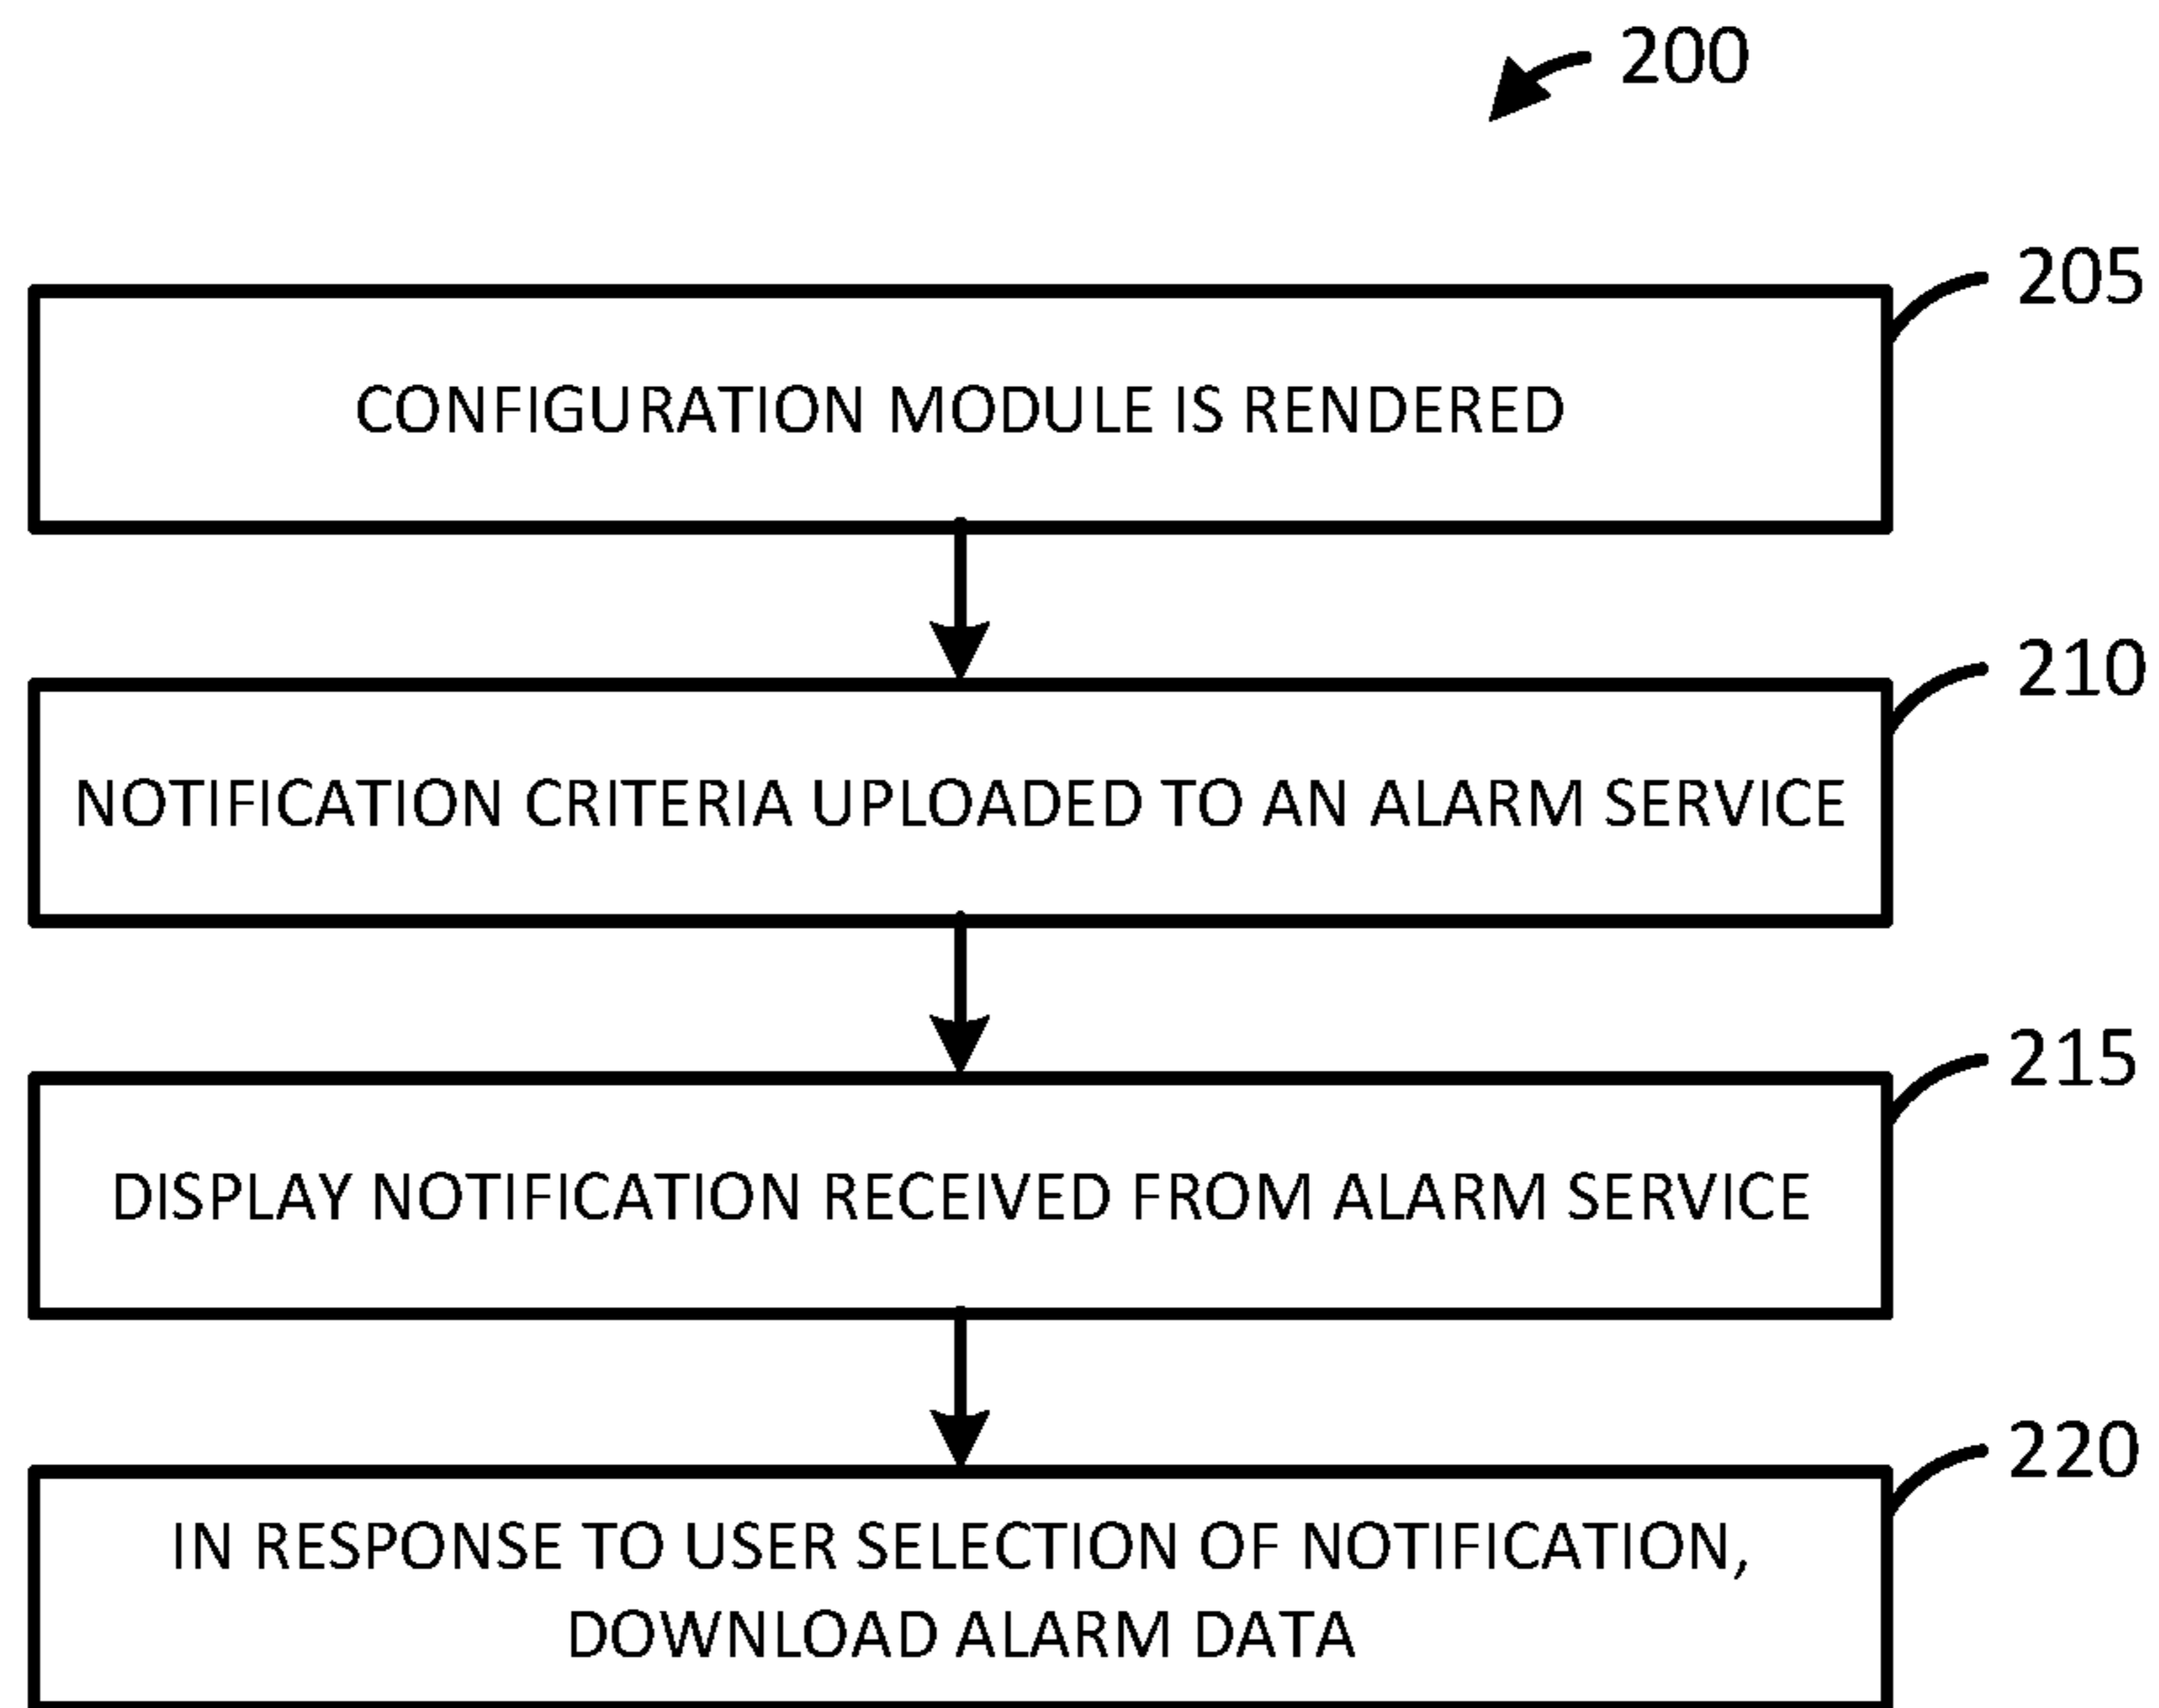 200
205
CONFIGURATION MODULE IS RENDERED
210
NOTIFICATION CRITERIA UPLOADED TO AN ALARM SERVICE
215
DISPLAY NOTIFICATION RECEIVED FROM ALARM SERVICE
220
IN RESPONSE TO USER SELECTION OF NOTIFICATION,
DOWNLOAD ALARM DATA